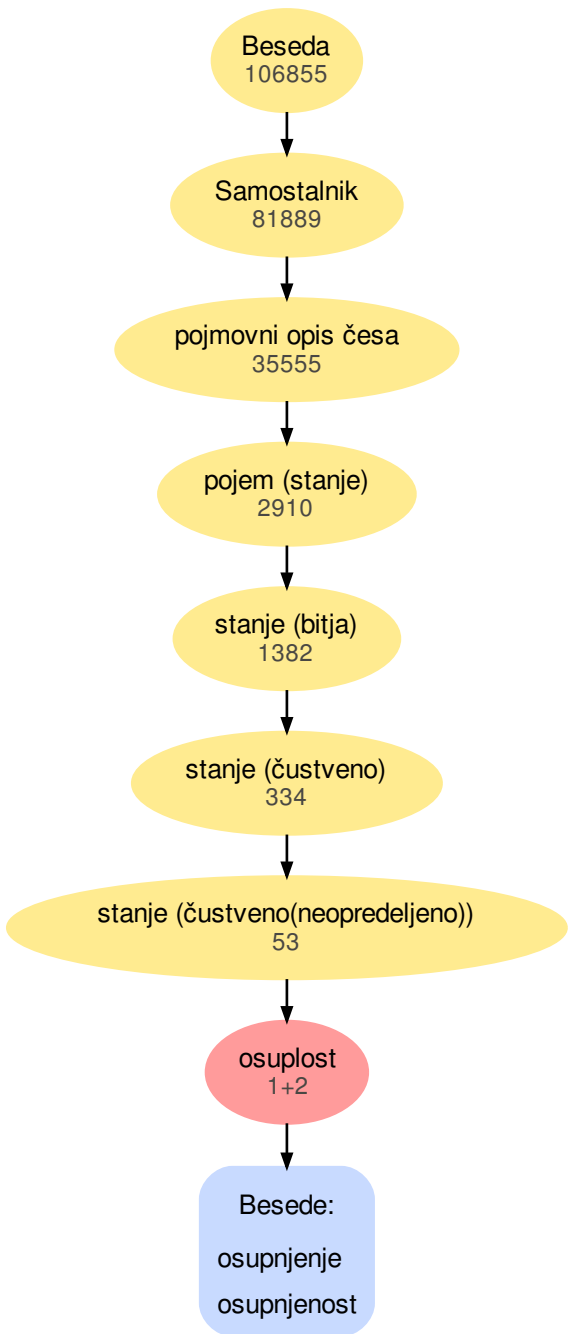 Beseda
106855
Samostalnik
81889
pojmovni opis česa
35555
pojem (stanje)
2910
stanje (bitja)
1382
stanje (čustveno)
334
stanje (čustveno(neopredeljeno))
53
osuplost
1+2
Besede:
osupnjenje
osupnjenost